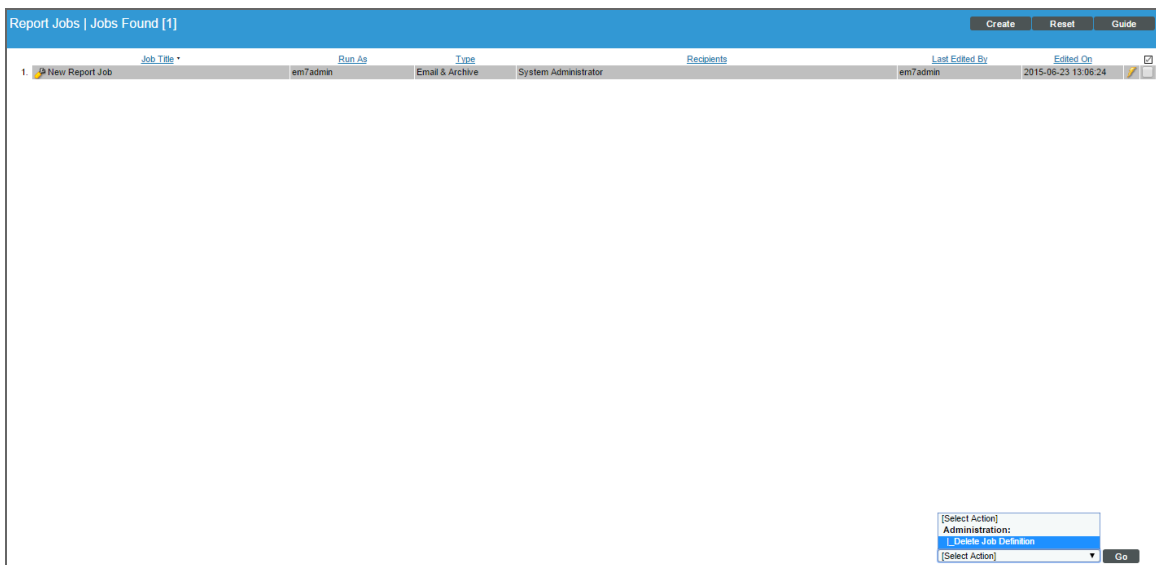 Report Jobs | Jobs Found [1] Create Reset Guide
Job Title Run As Type Recipients Last Edited By Edited On
1. New Report Job em7admin Email & Archive System Administrator em7admin 2015-06-23 13:06:24
[Select Action]
Administration:
|_Delete Job Definition
[Select Action] Go